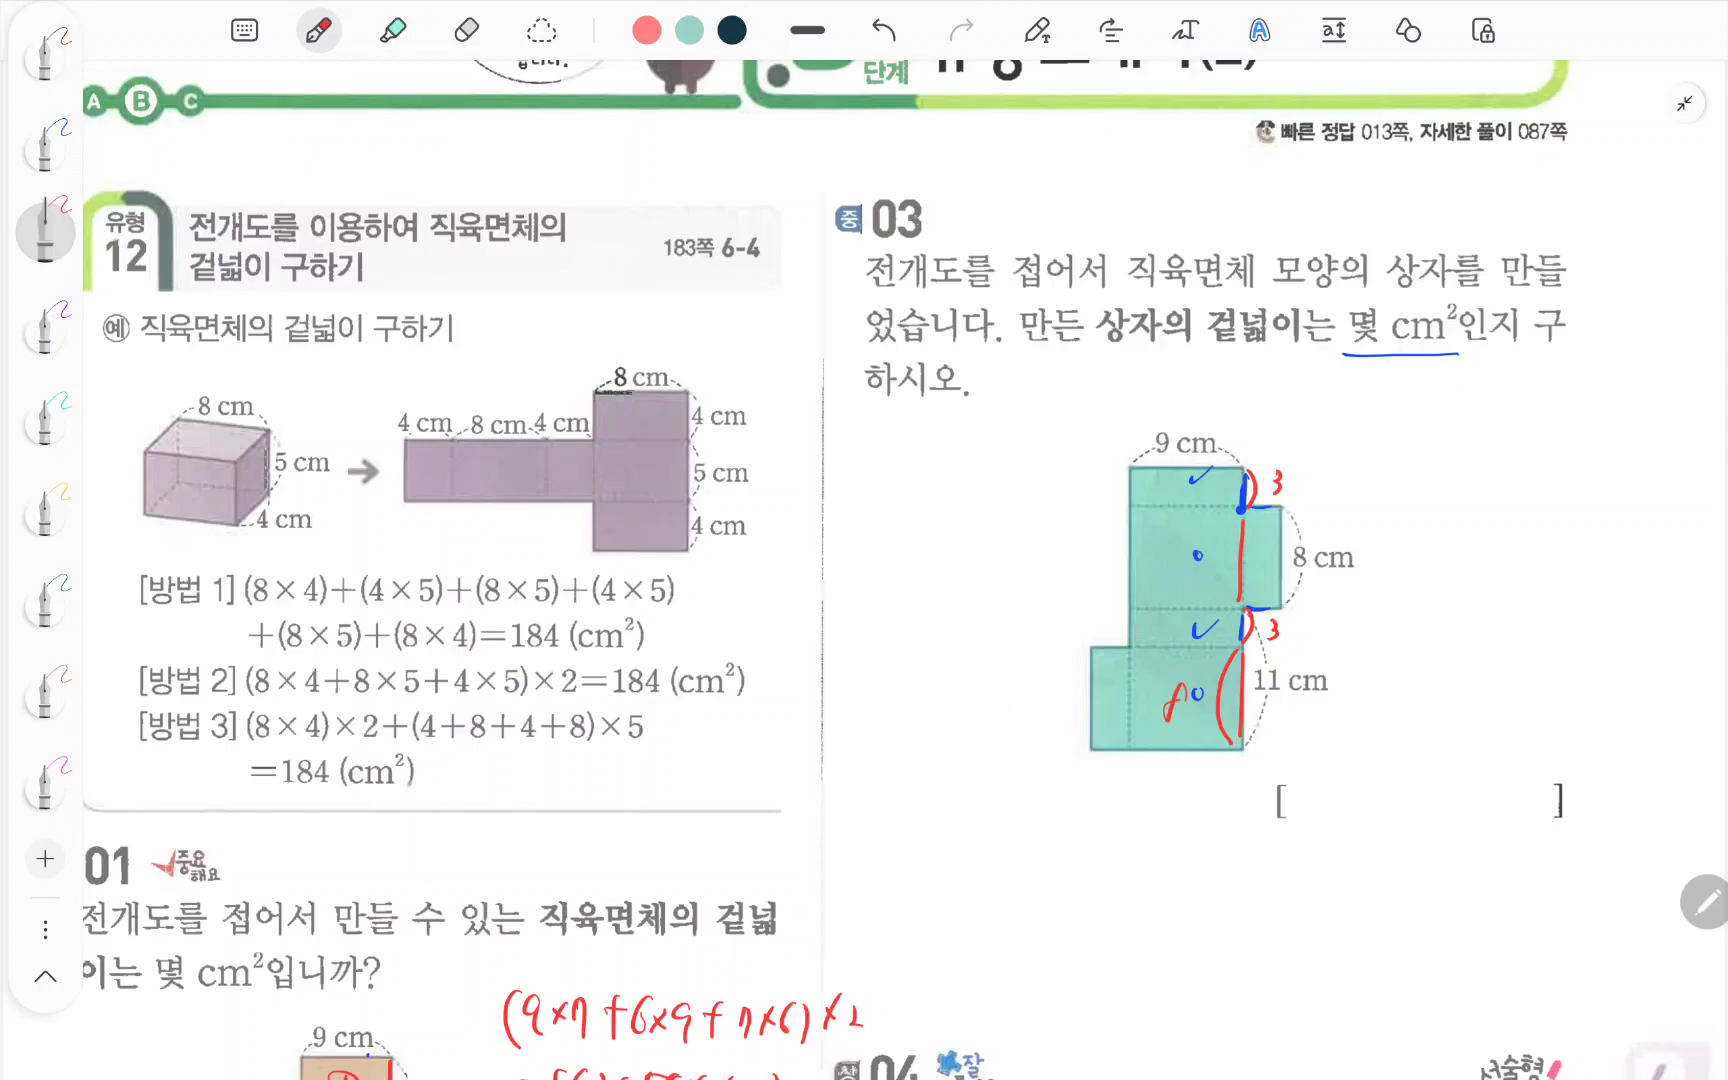 습니다.
단계
A B C
빠른 정답 013쪽, 자세한 풀이 087쪽
유형
12
전개도를 이용하여 직육면체의
겉넓이 구하기
183쪽 6-4
예 직육면체의 겉넓이 구하기
8 cm
5 cm
4 cm
8 cm
4 cm 8 cm 4 cm
4 cm
5 cm
4 cm
[방법 1] (8×4)+(4×5)+(8×5)+(4×5)
+(8×5)+(8×4)=184 (cm²)
[방법 2] (8×4+8×5+4×5)×2=184 (cm²)
[방법 3] (8×4)×2+(4+8+4+8)×5
=184 (cm²)
01 중요해요
전개도를 접어서 만들 수 있는 직육면체의 겉넓
이는 몇 cm²입니까?
(9×7+6×9+7×6)×2
9 cm
중 03
전개도를 접어서 직육면체 모양의 상자를 만들
었습니다. 만든 상자의 겉넓이는 몇 cm²인지 구
하시오.
9 cm
3
8 cm
3
11 cm
[ ]
04
서술형